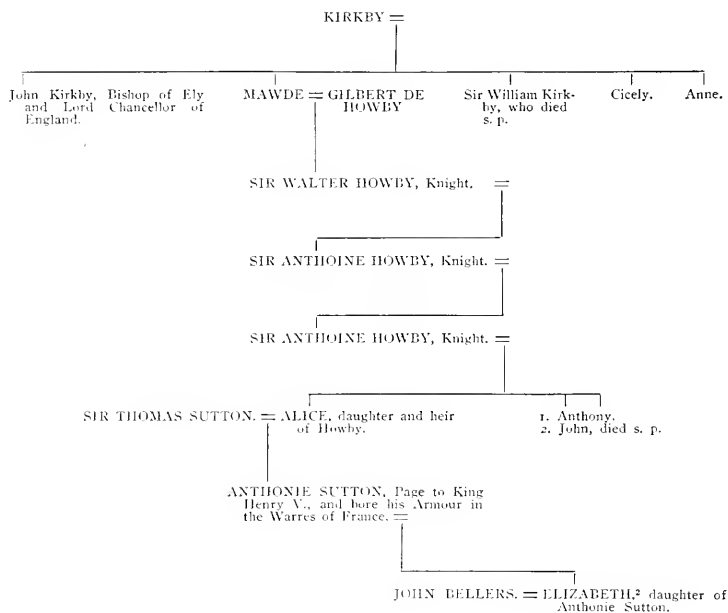 KIRKBY =
John Kirkby, Bishop of Ely
and Lord Chancellor of
England.
MAWDE = GILBERT DE
HOWBY
Sir William Kirk-
by, who died
s. p.
Cicely.
Anne.
SIR WALTER HOWBY, Knight. =
SIR ANTHOINE HOWBY, Knight. =
SIR ANTHOINE HOWBY, Knight. =
SIR THOMAS SUTTON. = ALICE, daughter and heir
of Howby.
1. Anthony.
2. John, died s. p.
ANTHONIE SUTTON, Page to King
Henry V., and bore his Armour in
the Warres of France. =
JOHN BELLERS. = ELIZABETH,² daughter of
Anthonie Sutton.